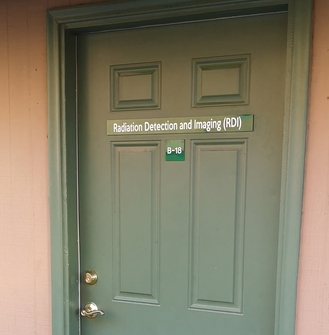 Radiation Detection and Imaging (RDI)
B-18